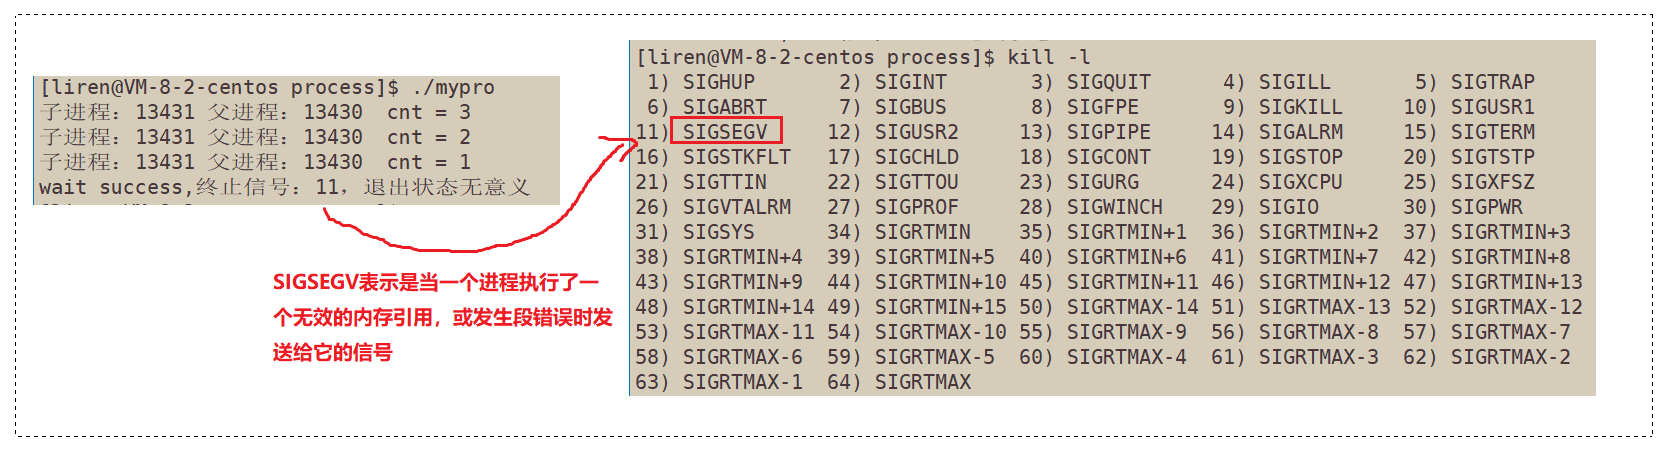 [liren@VM-8-2-centos process]$ ./mypro
子进程：13431 父进程：13430  cnt = 3
子进程：13431 父进程：13430  cnt = 2
子进程：13431 父进程：13430  cnt = 1
wait success,终止信号：11，退出状态无意义
SIGSEGV表示是当一个进程执行了一
个无效的内存引用，或发生段错误时发
送给它的信号
[liren@VM-8-2-centos process]$ kill -l
1) SIGHUP 2) SIGINT 3) SIGQUIT 4) SIGILL 5) SIGTRAP
6) SIGABRT 7) SIGBUS 8) SIGFPE 9) SIGKILL 10) SIGUSR1
11) SIGSEGV 12) SIGUSR2 13) SIGPIPE 14) SIGALRM 15) SIGTERM
16) SIGSTKFLT 17) SIGCHLD 18) SIGCONT 19) SIGSTOP 20) SIGTSTP
21) SIGTTIN 22) SIGTTOU 23) SIGURG 24) SIGXCPU 25) SIGXFSZ
26) SIGVTALRM 27) SIGPROF 28) SIGWINCH 29) SIGIO 30) SIGPWR
31) SIGSYS 34) SIGRTMIN 35) SIGRTMIN+1 36) SIGRTMIN+2 37) SIGRTMIN+3
38) SIGRTMIN+4 39) SIGRTMIN+5 40) SIGRTMIN+6 41) SIGRTMIN+7 42) SIGRTMIN+8
43) SIGRTMIN+9 44) SIGRTMIN+10 45) SIGRTMIN+11 46) SIGRTMIN+12 47) SIGRTMIN+13
48) SIGRTMIN+14 49) SIGRTMIN+15 50) SIGRTMAX-14 51) SIGRTMAX-13 52) SIGRTMAX-12
53) SIGRTMAX-11 54) SIGRTMAX-10 55) SIGRTMAX-9 56) SIGRTMAX-8 57) SIGRTMAX-7
58) SIGRTMAX-6 59) SIGRTMAX-5 60) SIGRTMAX-4 61) SIGRTMAX-3 62) SIGRTMAX-2
63) SIGRTMAX-1 64) SIGRTMAX